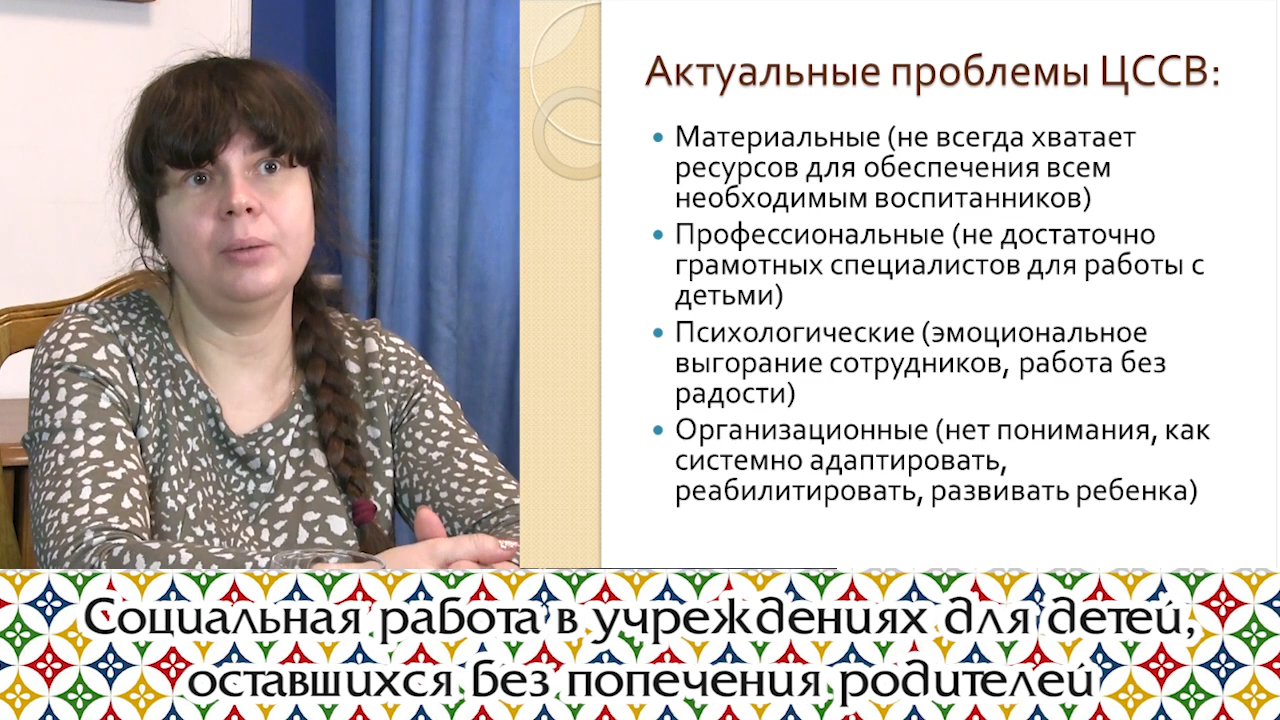 Актуальные проблемы ЦССВ:
• Материальные (не всегда хватает
ресурсов для обеспечения всем
необходимым воспитанников)
• Профессиональные (не достаточно
грамотных специалистов для работы с
детьми)
• Психологические (эмоциональное
выгорание сотрудников, работа без
радости)
• Организационные (нет понимания, как
системно адаптировать,
реабилитировать, развивать ребенка)
Социальная работа в учреждениях для детей,
оставшихся без попечения родителей